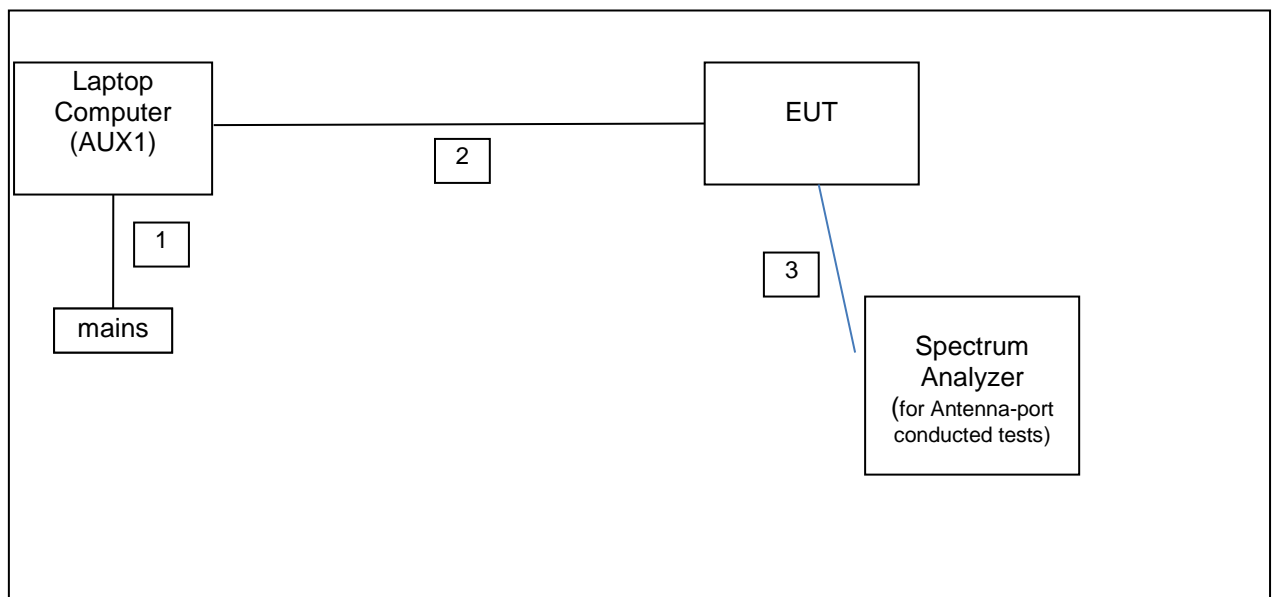 Laptop
Computer
(AUX1)
EUT
2
1
3
mains
Spectrum
Analyzer
(for Antenna-port
conducted tests)